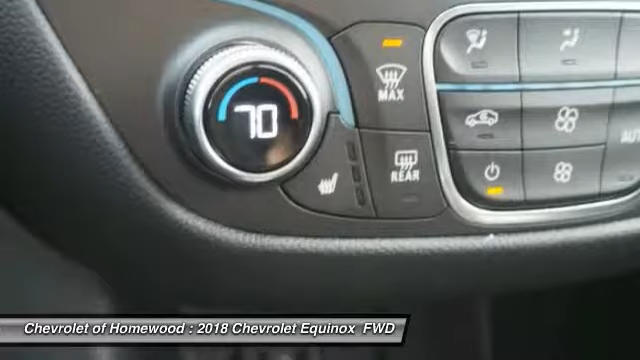 MAX
70
REAR
AUT
Chevrolet of Homewood : 2018 Chevrolet Equinox FWD